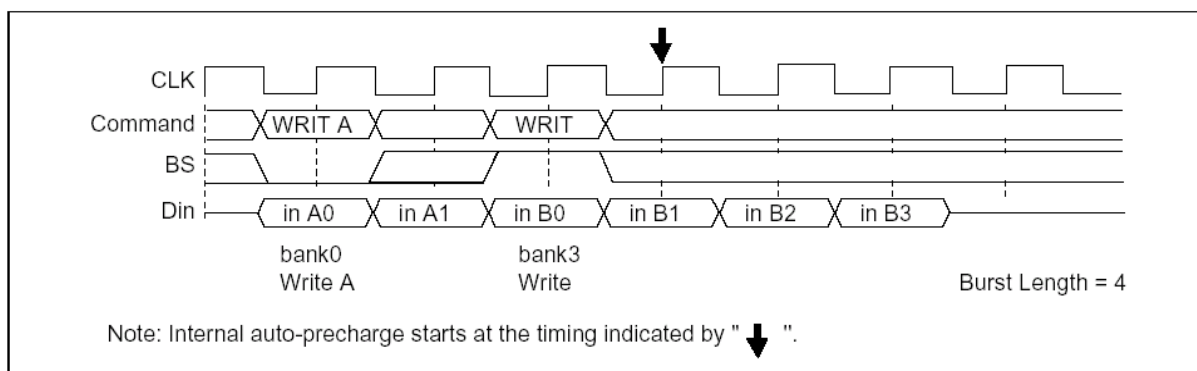 CLK
Command WRIT A WRIT
BS
Din in A0 in A1 in B0 in B1 in B2 in B3
bank0 bank3
Write A Write Burst Length = 4
Note: Internal auto-precharge starts at the timing indicated by " ".